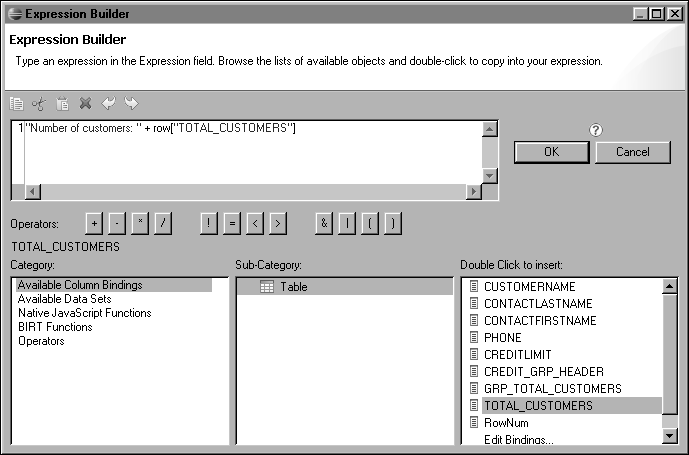 Expression Builder
Expression Builder
Type an expression in the Expression field. Browse the lists of available objects and double-click to copy into your expression.
1 "Number of customers: " + row["TOTAL_CUSTOMERS"]
?
OK Cancel
Operators: + - * / ! = < > & | ( )
TOTAL_CUSTOMERS
Category: Sub-Category: Double Click to insert:
Available Column Bindings
Available Data Sets
Native JavaScript Functions
BIRT Functions
Operators
Table
CUSTOMERNAME
CONTACTLASTNAME
CONTACTFIRSTNAME
PHONE
CREDITLIMIT
CREDIT_GRP_HEADER
GRP_TOTAL_CUSTOMERS
TOTAL_CUSTOMERS
RowNum
Edit Bindings...